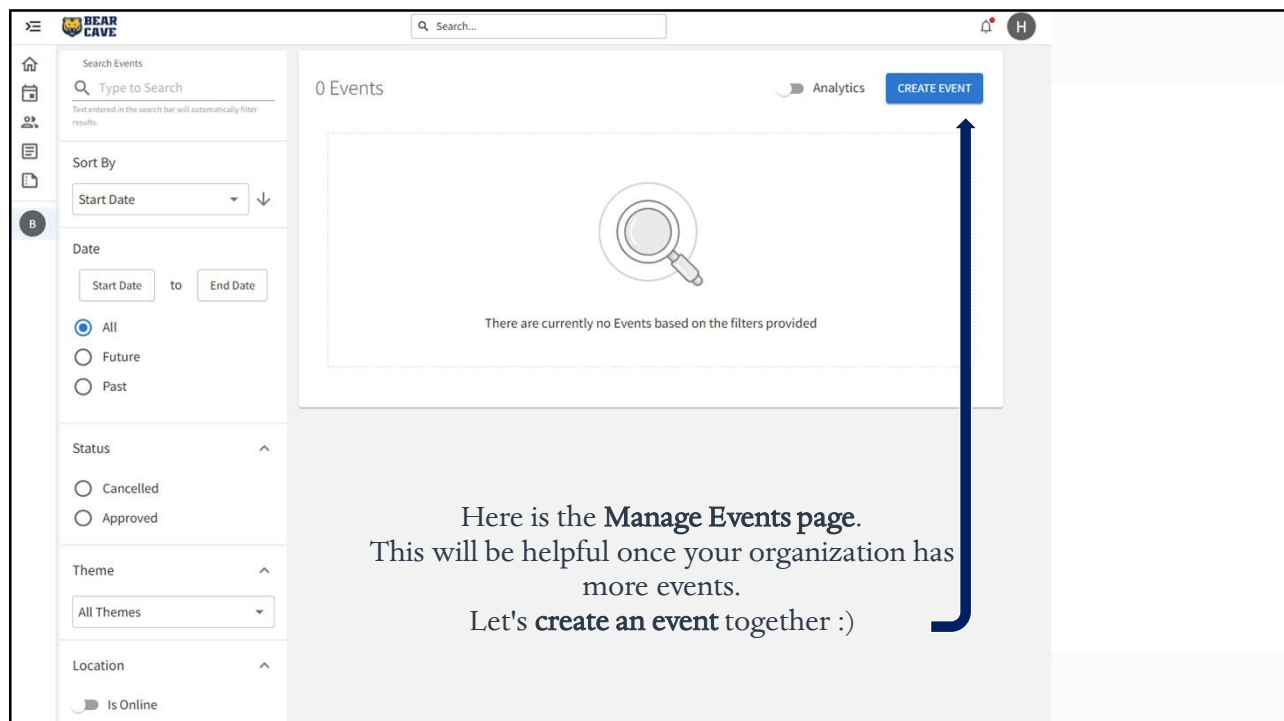 BEAR
CAVE
Search...
H
Search Events
Type to Search
Text entered in the search bar will automatically filter
results.
Sort By
Start Date
B
Date
Start Date to End Date
All
Future
Past
Status
Cancelled
Approved
Theme
All Themes
Location
Is Online
0 Events
Analytics
CREATE EVENT
There are currently no Events based on the filters provided
Here is the Manage Events page.
This will be helpful once your organization has
more events.
Let's create an event together :)